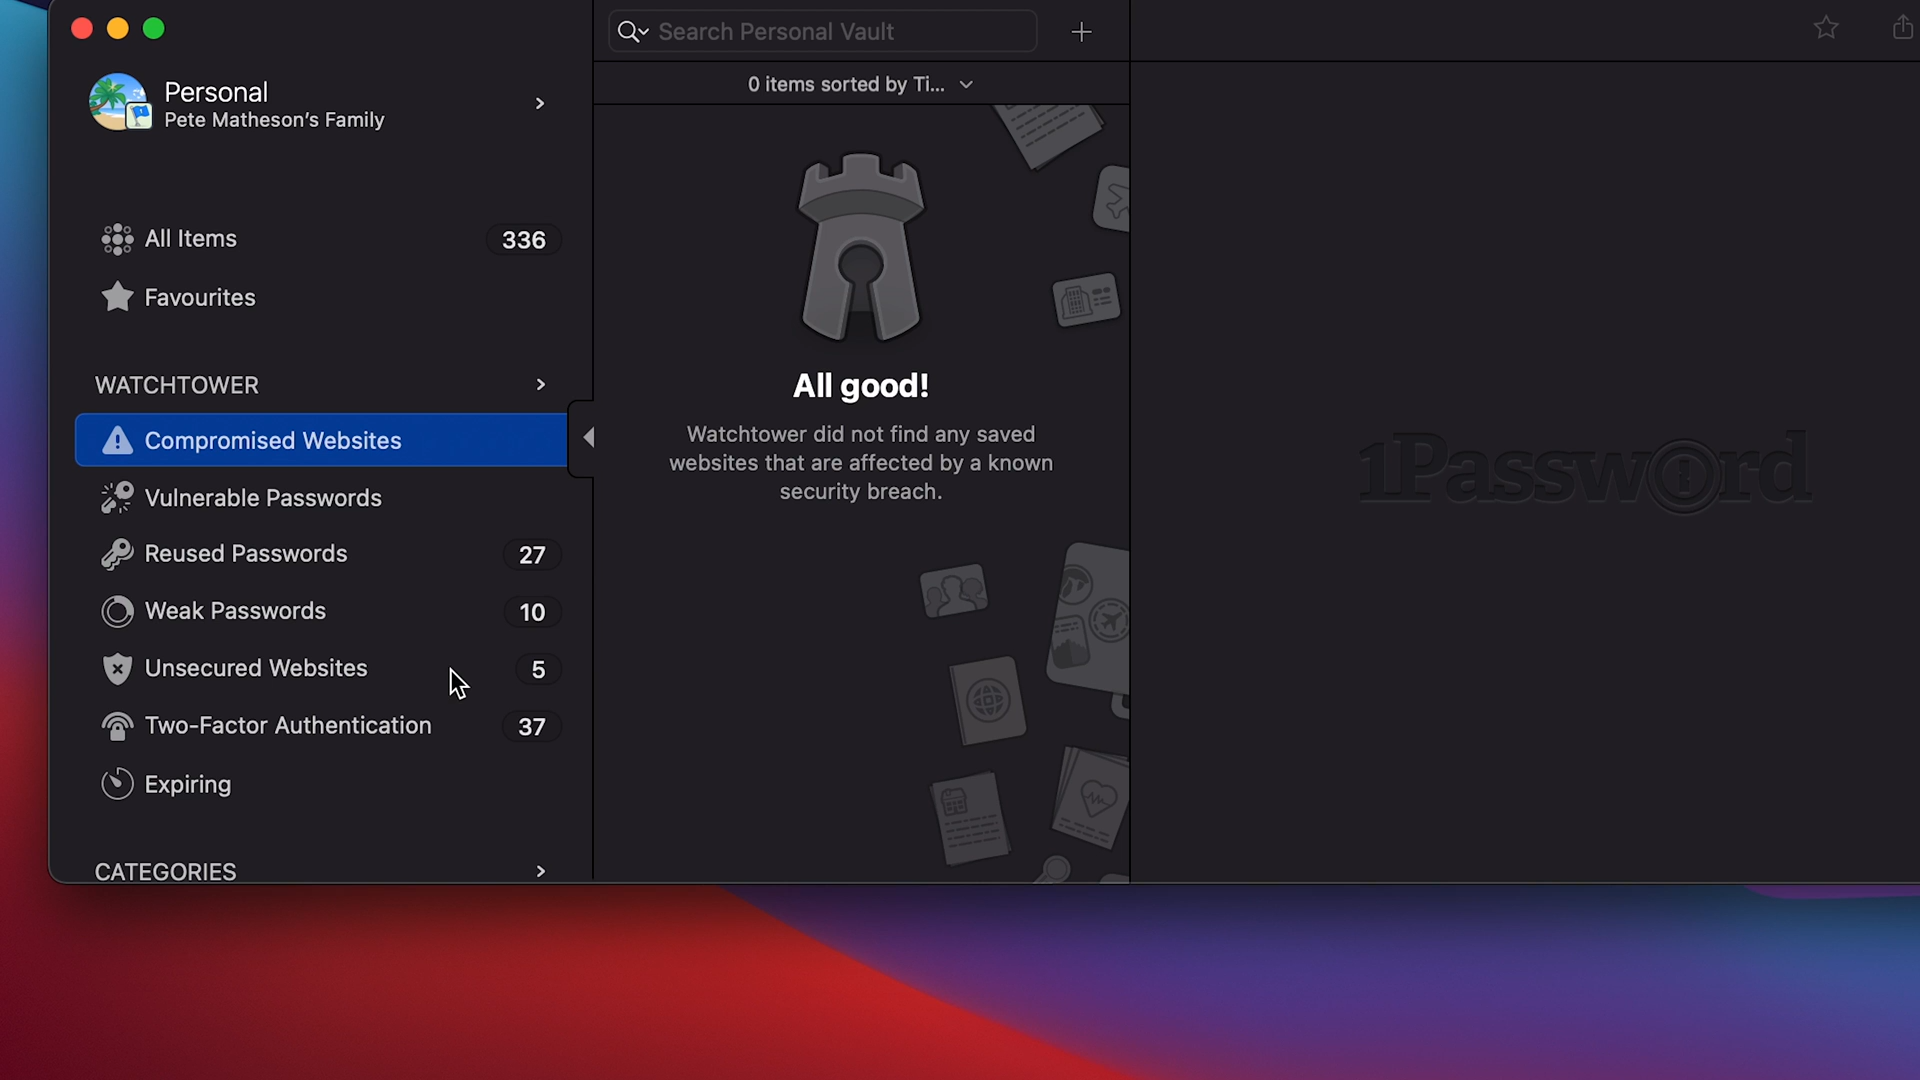 Personal
Pete Matheson's Family
All Items 336
Favourites
WATCHTOWER
Compromised Websites
Vulnerable Passwords
Reused Passwords 27
Weak Passwords 10
Unsecured Websites 5
Two-Factor Authentication 37
Expiring
CATEGORIES
Search Personal Vault
0 items sorted by Ti...
All good!
Watchtower did not find any saved
websites that are affected by a known
security breach.
1Password